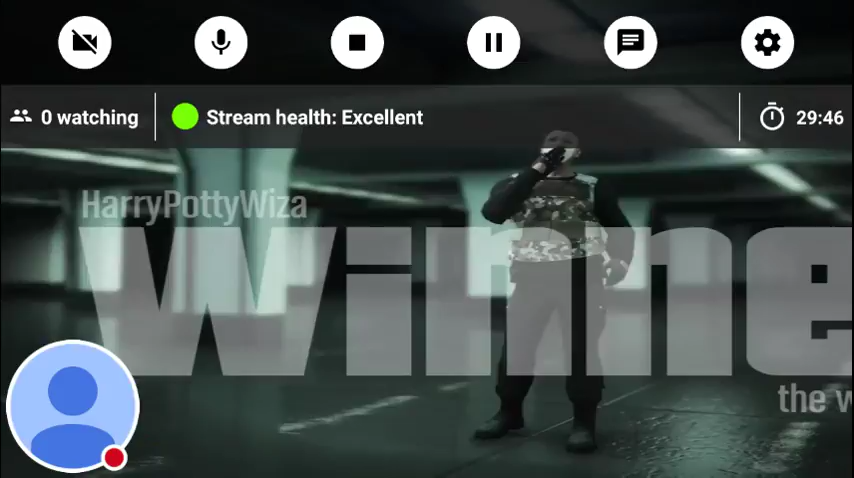 0 watching
Stream health: Excellent
29:46
HarryPottyWiza
winne
the w